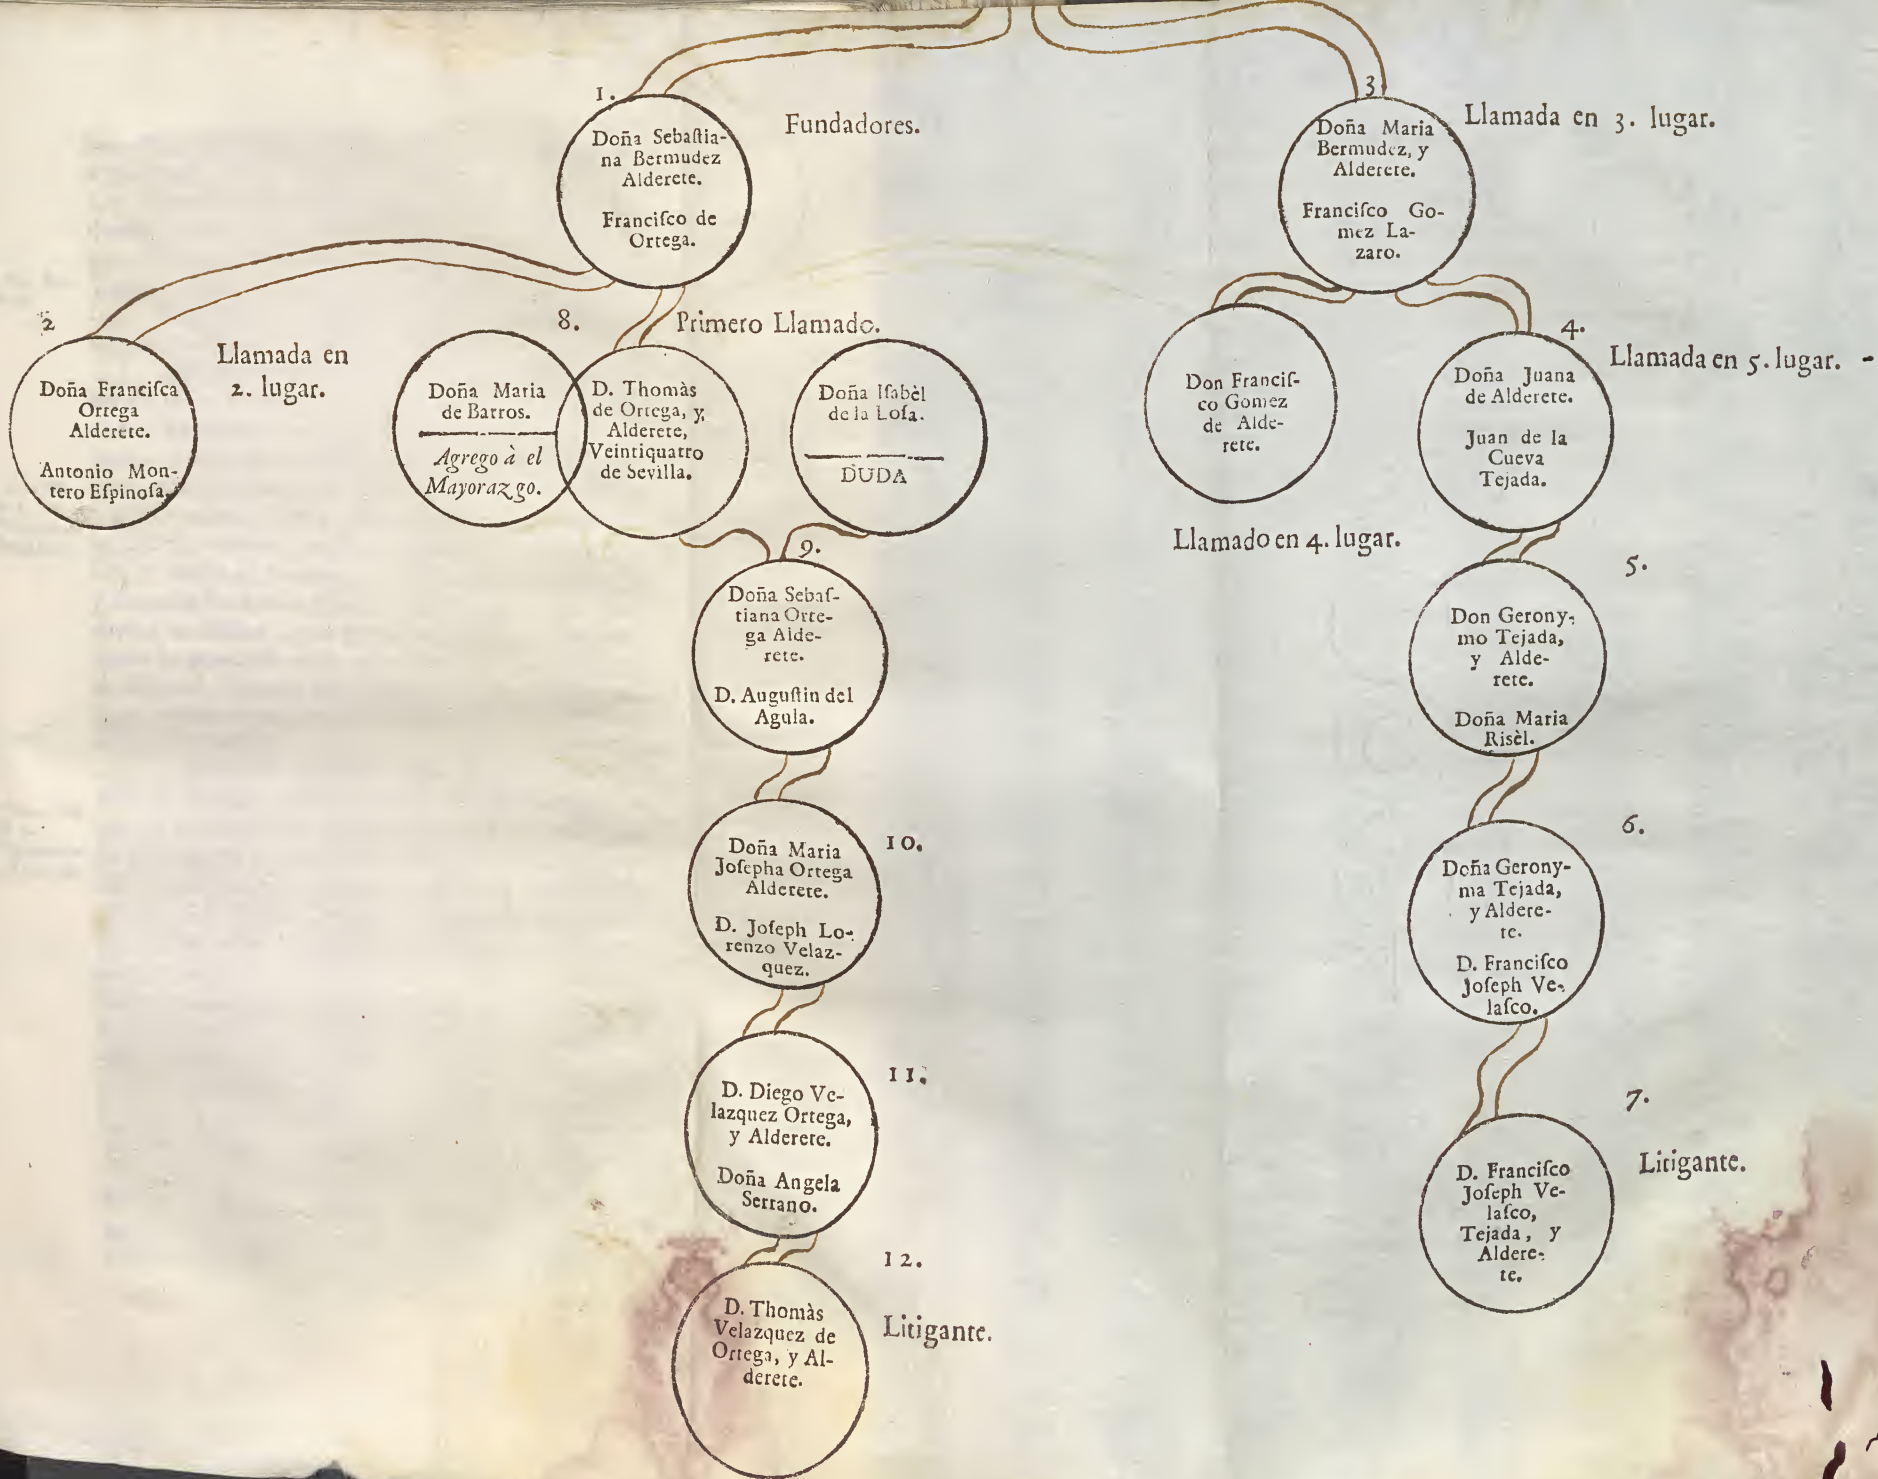 1.
Doña Sebaſtia-
na Bermudez
Alderete.
Franciſco de
Ortega.
Fundadores.
3
Doña Maria
Bermudez, y
Alderete.
Franciſco Go-
mez La-
zaro.
Llamada en 3. lugar.
2
Doña Franciſca
Ortega
Alderete.
Antonio Mon-
tero Eſpinoſa.
Llamada en
2. lugar.
Doña Maria
de Barros.
Agrego à el
Mayorazgo.
8.
Primero Llamado.
D. Thomàs
de Ortega, y
Alderete,
Veintiquatro
de Sevilla.
Doña Iſabèl
de la Loſa.
DUDA
Don Franciſ-
co Gomez
de Alde-
rete.
Llamado en 4. lugar.
4.
Doña Juana
de Alderete.
Juan de la
Cueva
Tejada.
Llamada en 5. lugar.
9.
Doña Sebaſ-
tiana Orte-
ga Alde-
rete.
D. Auguſtin del
Agula.
5.
Don Gerony-
mo Tejada,
y Alde-
rete.
Doña Maria
Risèl.
10.
Doña Maria
Joſepha Ortega
Alderete.
D. Joſeph Lo-
renzo Velaz-
quez.
6.
Doña Gerony-
ma Tejada,
y Aldere-
te.
D. Franciſco
Joſeph Ve-
laſco.
11.
D. Diego Ve-
lazquez Ortega,
y Alderete.
Doña Angela
Serrano.
7.
Litigante.
D. Franciſco
Joſeph Ve-
laſco,
Tejada, y
Aldere-
te.
12.
Litigante.
D. Thomàs
Velazquez de
Ortega, y Al-
derete.